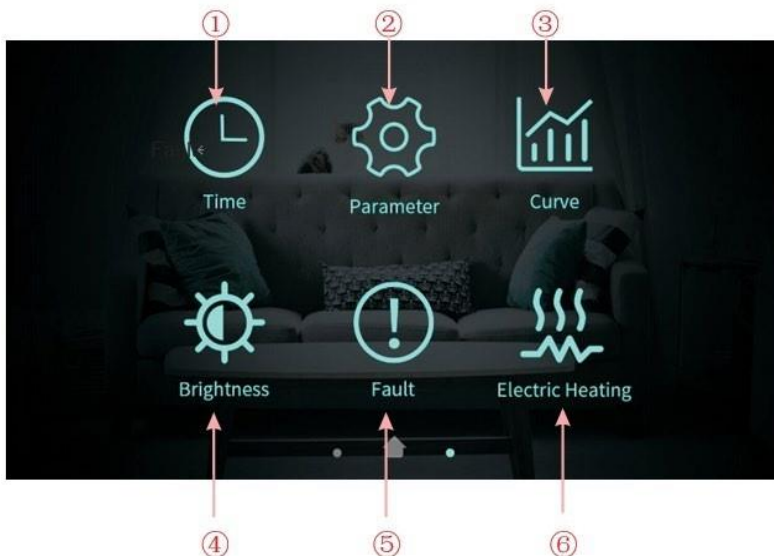 ① ② ③
Time Parameter Curve
Brightness Fault Electric Heating
④ ⑤ ⑥